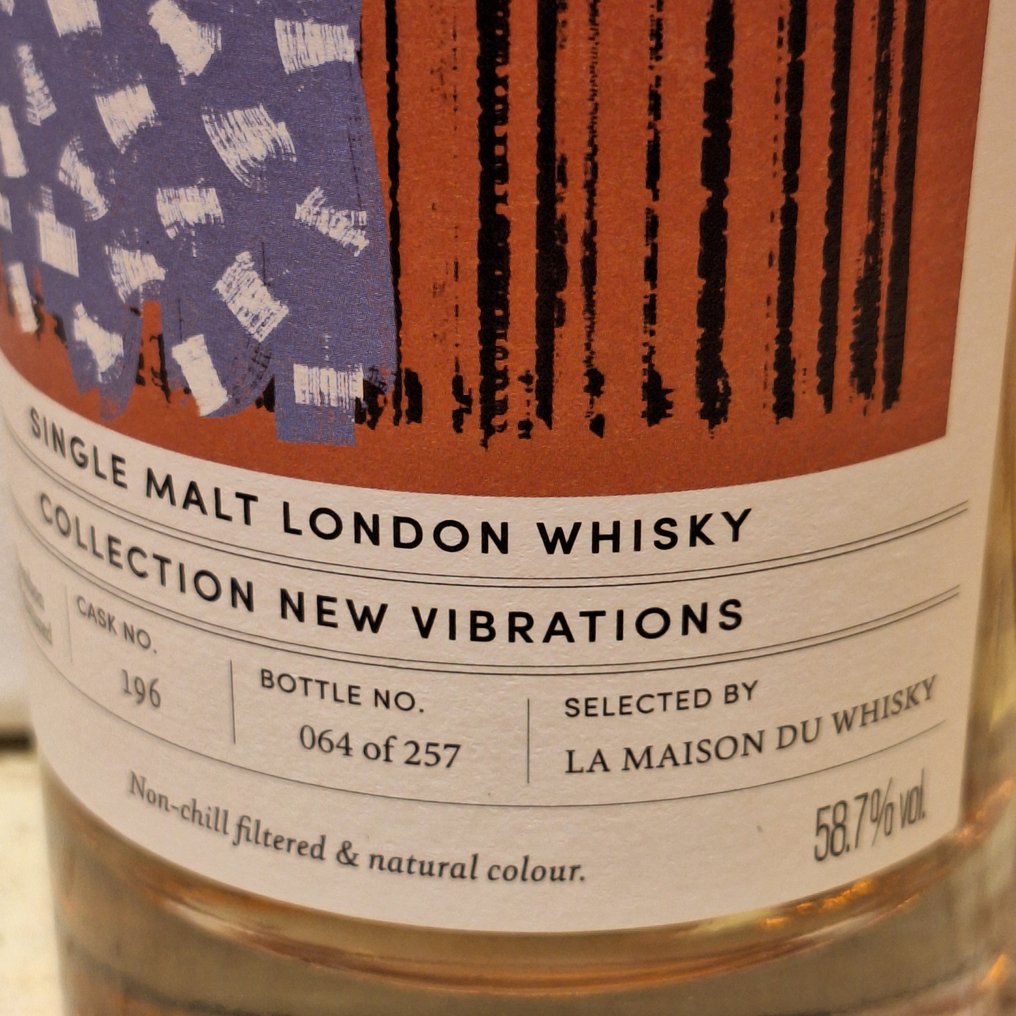 SINGLE MALT LONDON WHISKY
COLLECTION NEW VIBRATIONS
CASK NO.
196
BOTTLE NO.
064 of 257
SELECTED BY
LA MAISON DU WHISKY
Non-chill filtered & natural colour.
58.7% vol.